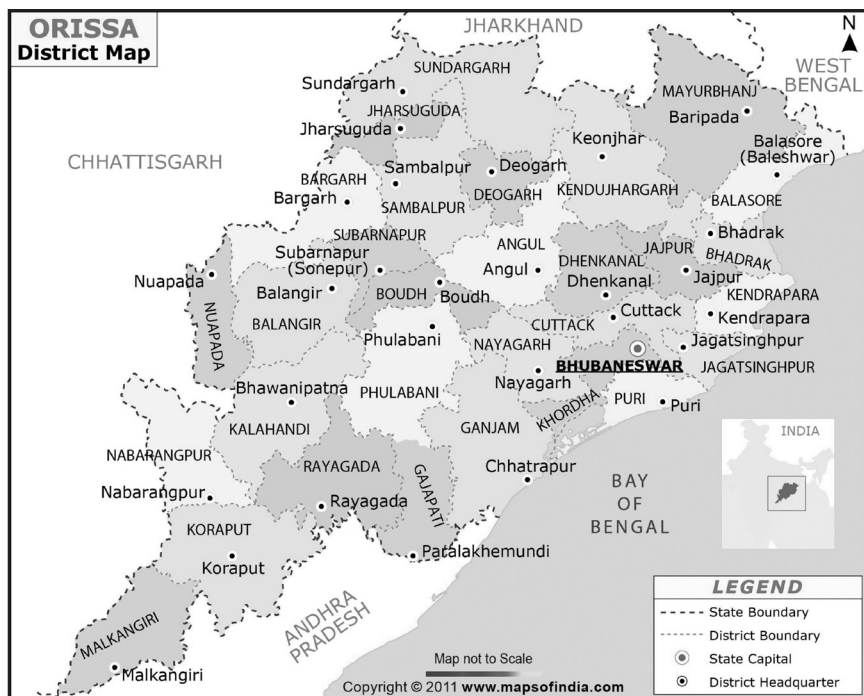 ORISSA
District Map
JHARKHAND
N
WEST
BENGAL
CHHATTISGARH
SUNDARGARH
Sundargarh
JHARSUGUDA
Jharsuguda
MAYURBHANJ
Baripada
Keonjhar
KENDUJHARGARH
Balasore
(Baleshwar)
BALASORE
BARGARH
Bargarh
Sambalpur
SAMBALPUR
Deogarh
DEOGARH
SUBARNAPUR
Subarnapur
(Sonepur)
ANGUL
Angul
DHENKANAL
Dhenkanal
JAJPUR
Jajpur
Bhadrak
BHADRAK
Nuapada
NUAPADA
Balangir
BALANGIR
BOUDH
Boudh
KENDRAPARA
Kendrapara
CUTTACK
Cuttack
Phulabani
PHULABANI
NAYAGARH
Nayagarh
BHUBANESWAR
Jagatsinghpur
JAGATSINGHPUR
Bhawanipatna
KALAHANDI
KHORDHA
PURI
Puri
GANJAM
Chhatrapur
NABARANGPUR
Nabarangpur
RAYAGADA
Rayagada
GAJAPATI
Paralakhemundi
KORAPUT
Koraput
MALKANGIRI
Malkangiri
ANDHRA
PRADESH
BAY
OF
BENGAL
INDIA
LEGEND
State Boundary
District Boundary
State Capital
District Headquarter
Map not to Scale
Copyright © 2011 www.mapsofindia.com